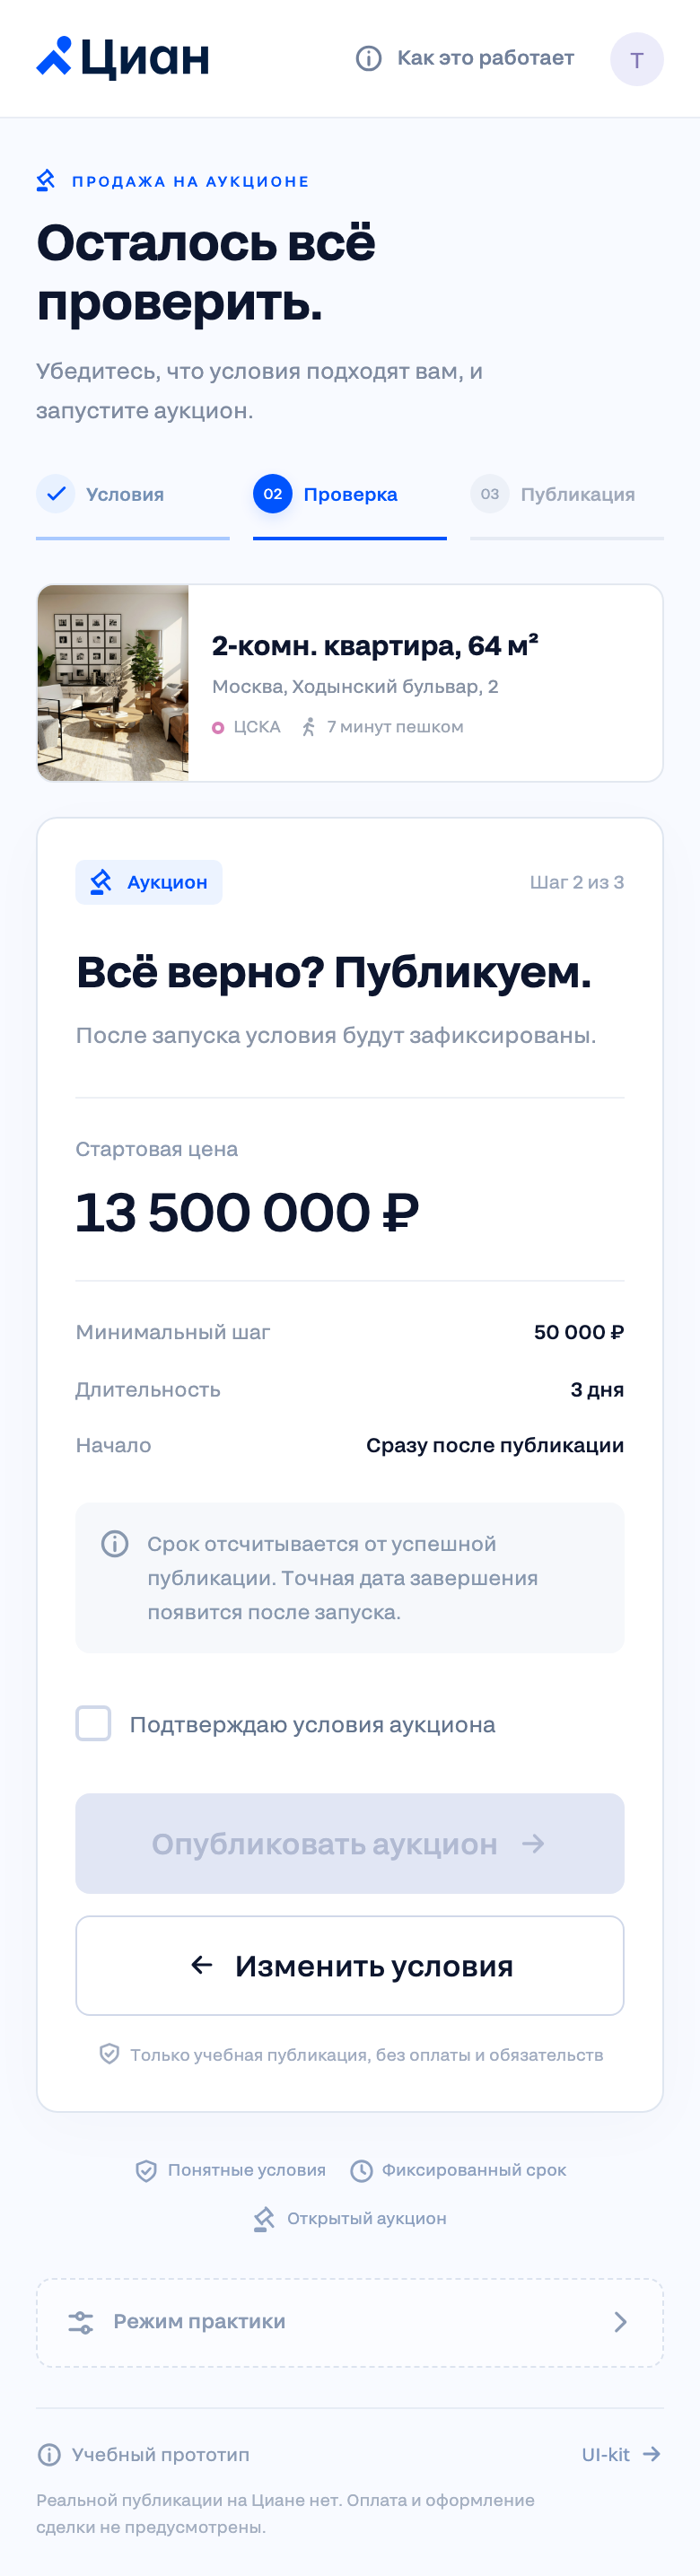 Циан
Как это работает
Т
ПРОДАЖА НА АУКЦИОНЕ
Осталось всё
проверить.
Убедитесь, что условия подходят вам, и
запустите аукцион.
Условия
02 Проверка
03 Публикация
2-комн. квартира, 64 м²
Москва, Ходынский бульвар, 2
ЦСКА 7 минут пешком
Аукцион
Шаг 2 из 3
Всё верно? Публикуем.
После запуска условия будут зафиксированы.
Стартовая цена
13 500 000 ₽
Минимальный шаг 50 000 ₽
Длительность 3 дня
Начало Сразу после публикации
Срок отсчитывается от успешной
публикации. Точная дата завершения
появится после запуска.
Подтверждаю условия аукциона
Опубликовать аукцион →
← Изменить условия
Только учебная публикация, без оплаты и обязательств
Понятные условия Фиксированный срок
Открытый аукцион
Режим практики
Учебный прототип
UI-kit →
Реальной публикации на Циане нет. Оплата и оформление
сделки не предусмотрены.